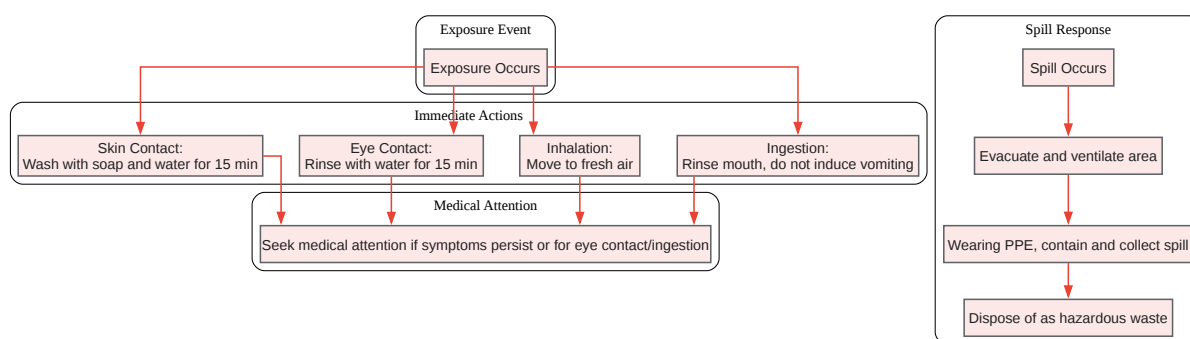 Exposure Event
Exposure Occurs
Immediate Actions
Skin Contact:
Wash with soap and water for 15 min
Eye Contact:
Rinse with water for 15 min
Inhalation:
Move to fresh air
Ingestion:
Rinse mouth, do not induce vomiting
Medical Attention
Seek medical attention if symptoms persist or for eye contact/ingestion
Spill Response
Spill Occurs
Evacuate and ventilate area
Wearing PPE, contain and collect spill
Dispose of as hazardous waste